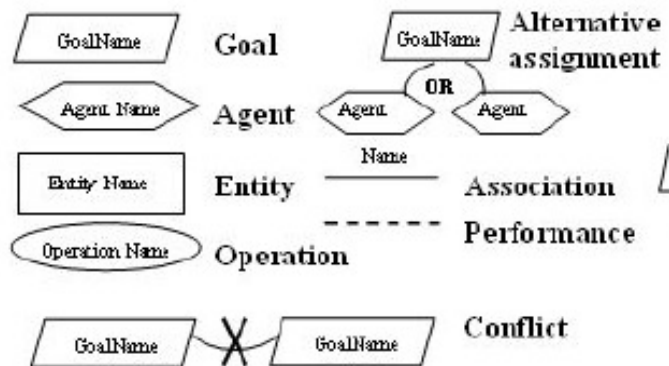 GoalName Goal
GoalName Alternative assignment
OR
Agent Name Agent
Agent Agent
Entity Name Entity
Name
Association
Performance
Operation Name Operation
GoalName GoalName Conflict